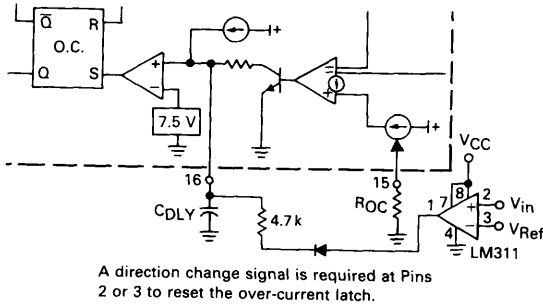 Q̅ R
O.C.
Q S
+
−
7.5 V
+
=
+
+
VCC
16
15
CDLY
4.7 k
ROC
1 7 8 2 Vin
+
− 3 VRef
4
LM311
A direction change signal is required at Pins
2 or 3 to reset the over-current latch.